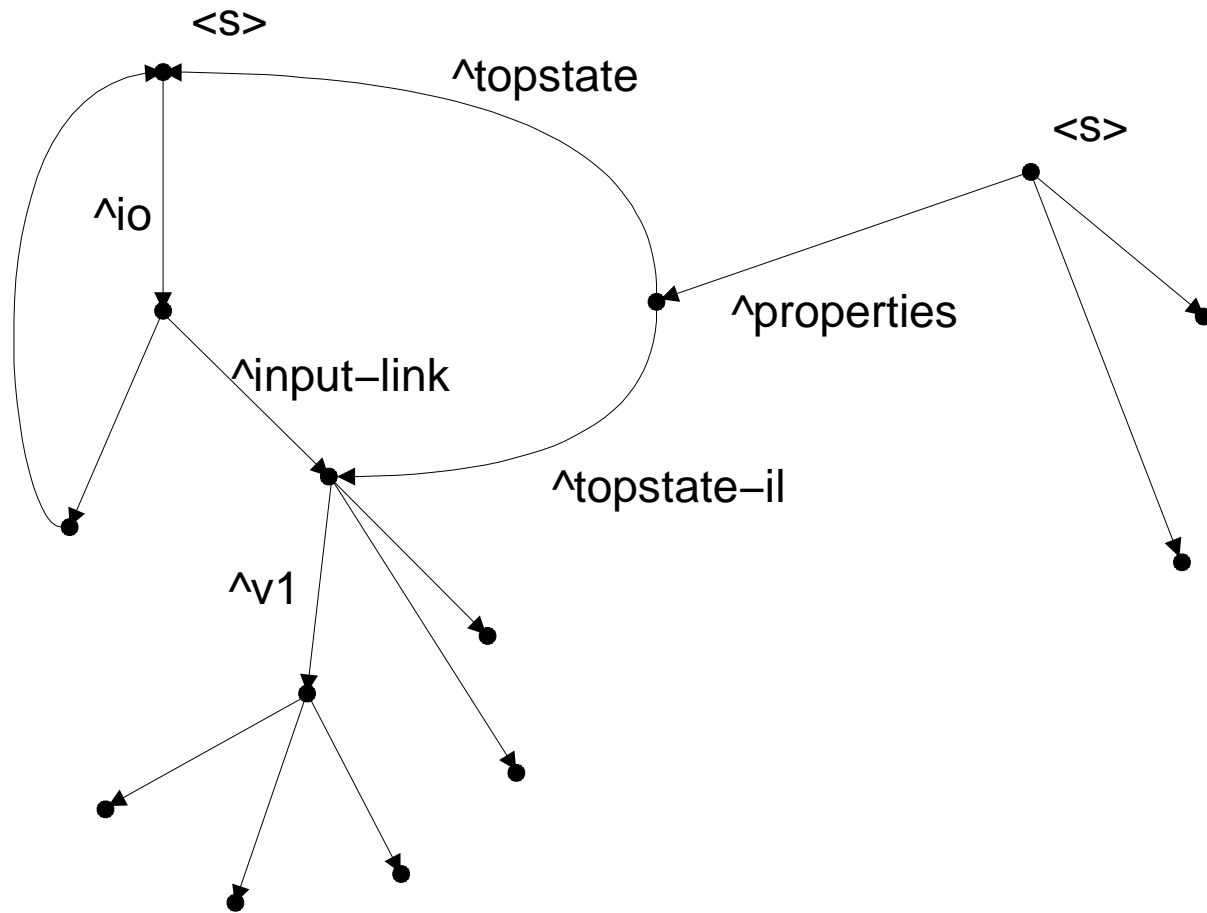 <s>
^topstate
<s>
^io
^properties
^input–link
^topstate–il
^v1